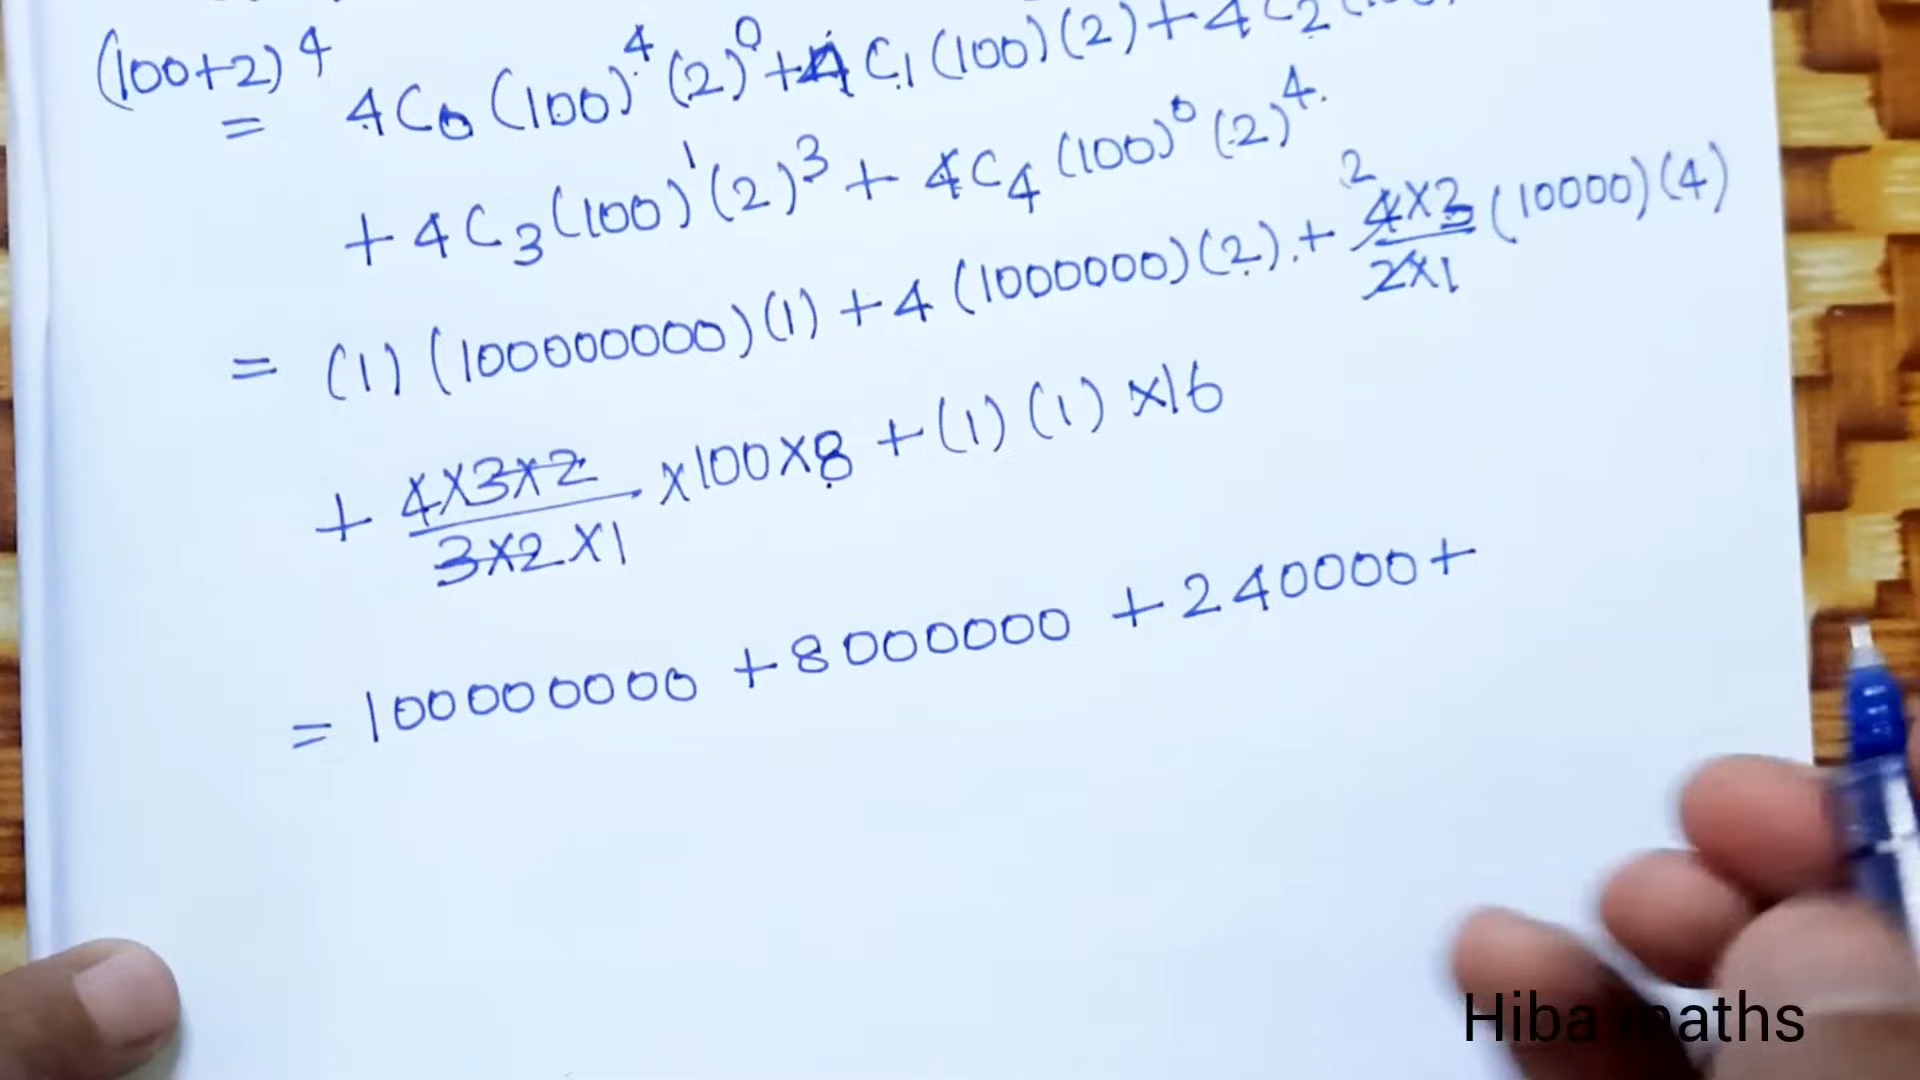 (100+2)⁴
= 4C₀ (100)⁴ (2)⁰ + 4C₁ (100) (2) + 4C₂
+ 4C₃ (100)¹ (2)³ + 4C₄ (100)⁰ (2)⁴.
= (1) (100000000) (1) + 4 (1000000) (2) + 2 4×3/2×1 (10000) (4)
+ 4×3×2/3×2×1 ×100×8 + (1) (1) ×16
= 100000000 + 8000000 + 240000 +
Hiba maths